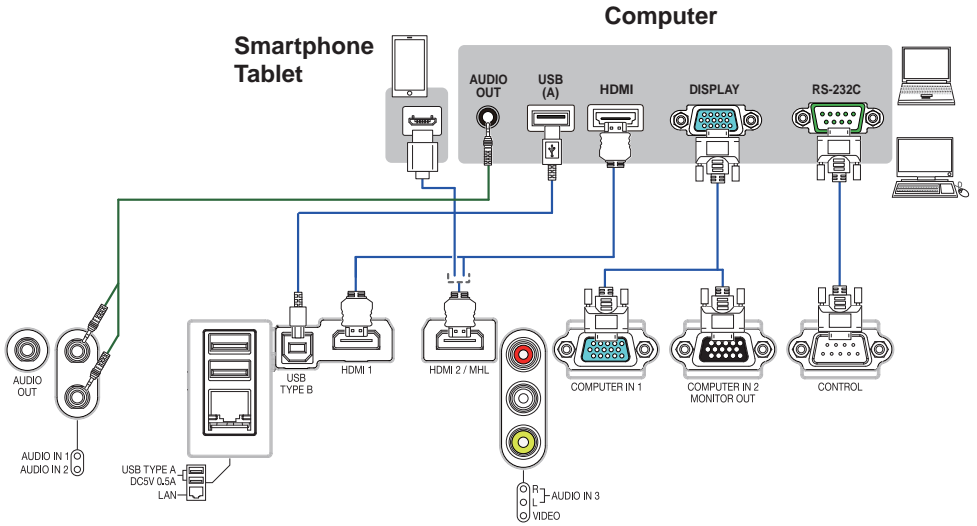 Computer
Smartphone
Tablet
AUDIO
OUT
USB
(A)
HDMI
DISPLAY
RS-232C
AUDIO
OUT
USB
TYPE B
HDMI 1
HDMI 2 / MHL
COMPUTER IN 1
COMPUTER IN 2
MONITOR OUT
CONTROL
AUDIO IN 1
AUDIO IN 2
USB TYPE A
DC5V 0.5A
LAN
R
L
AUDIO IN 3
VIDEO